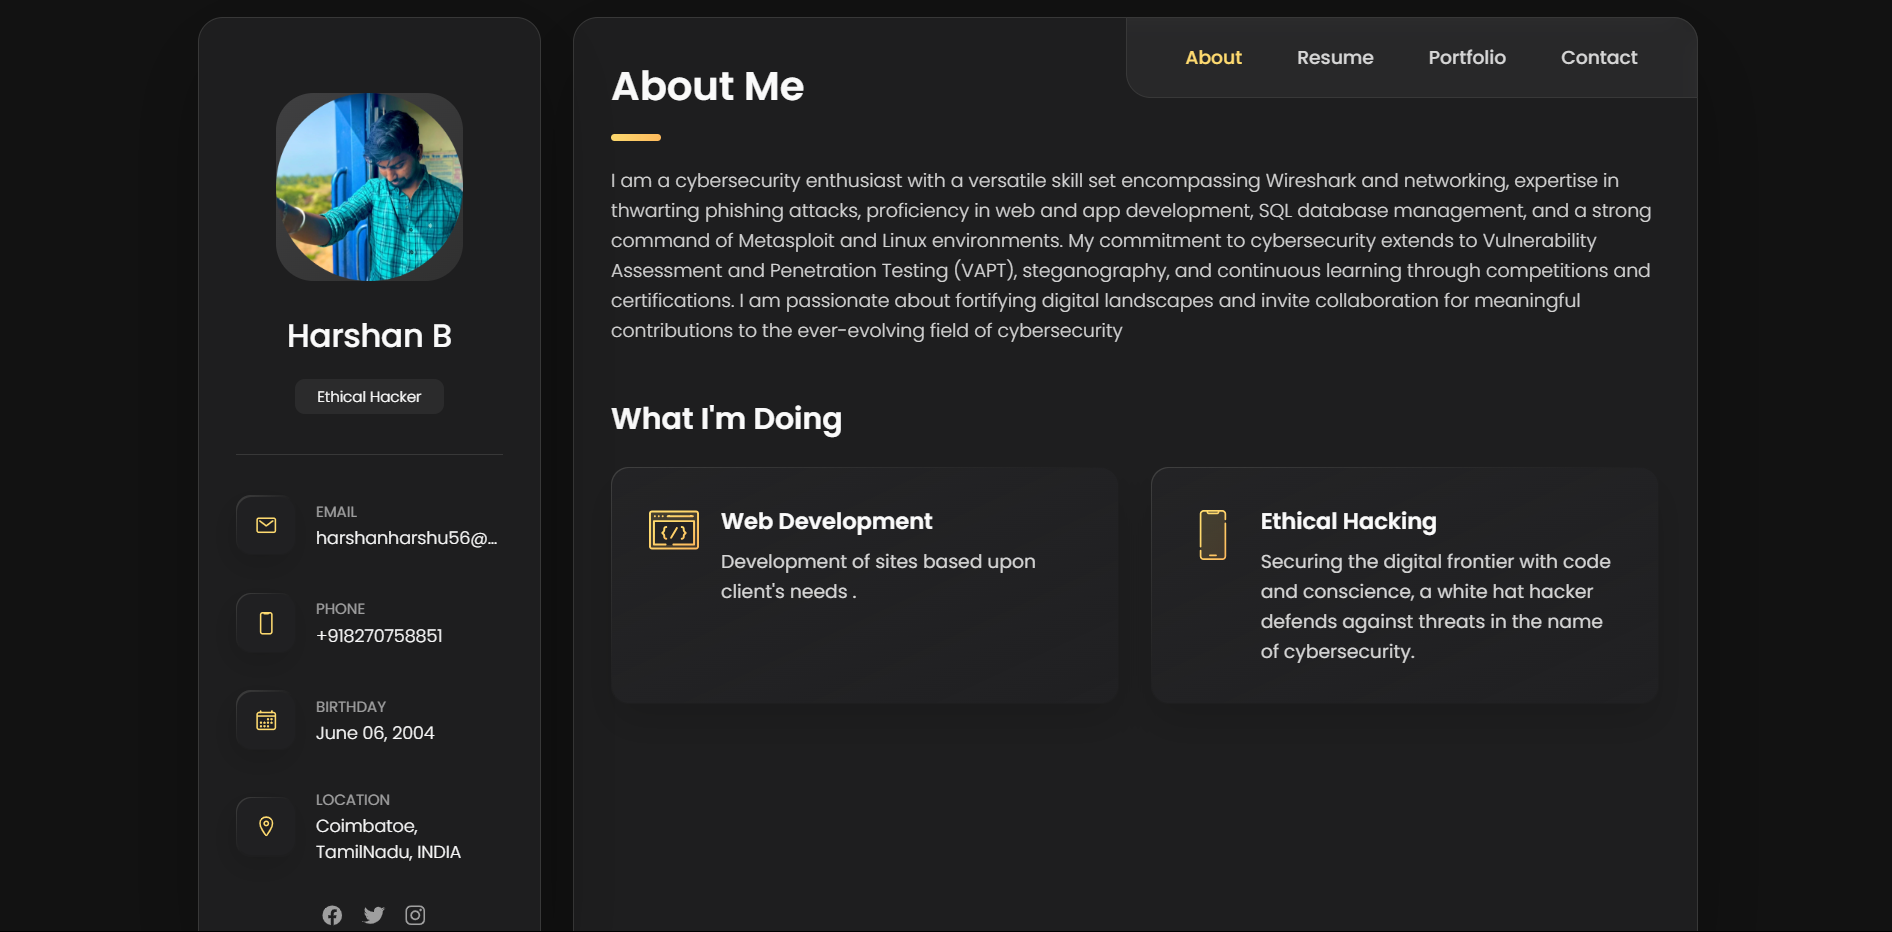 Harshan B
Ethical Hacker
EMAIL
harshanharshu56@...
PHONE
+918270758851
BIRTHDAY
June 06, 2004
LOCATION
Coimbatoe,
TamilNadu, INDIA
About
Resume
Portfolio
Contact
About Me
I am a cybersecurity enthusiast with a versatile skill set encompassing Wireshark and networking, expertise in
thwarting phishing attacks, proficiency in web and app development, SQL database management, and a strong
command of Metasploit and Linux environments. My commitment to cybersecurity extends to Vulnerability
Assessment and Penetration Testing (VAPT), steganography, and continuous learning through competitions and
certifications. I am passionate about fortifying digital landscapes and invite collaboration for meaningful
contributions to the ever-evolving field of cybersecurity
What I'm Doing
Web Development
Development of sites based upon
client's needs .
Ethical Hacking
Securing the digital frontier with code
and conscience, a white hat hacker
defends against threats in the name
of cybersecurity.